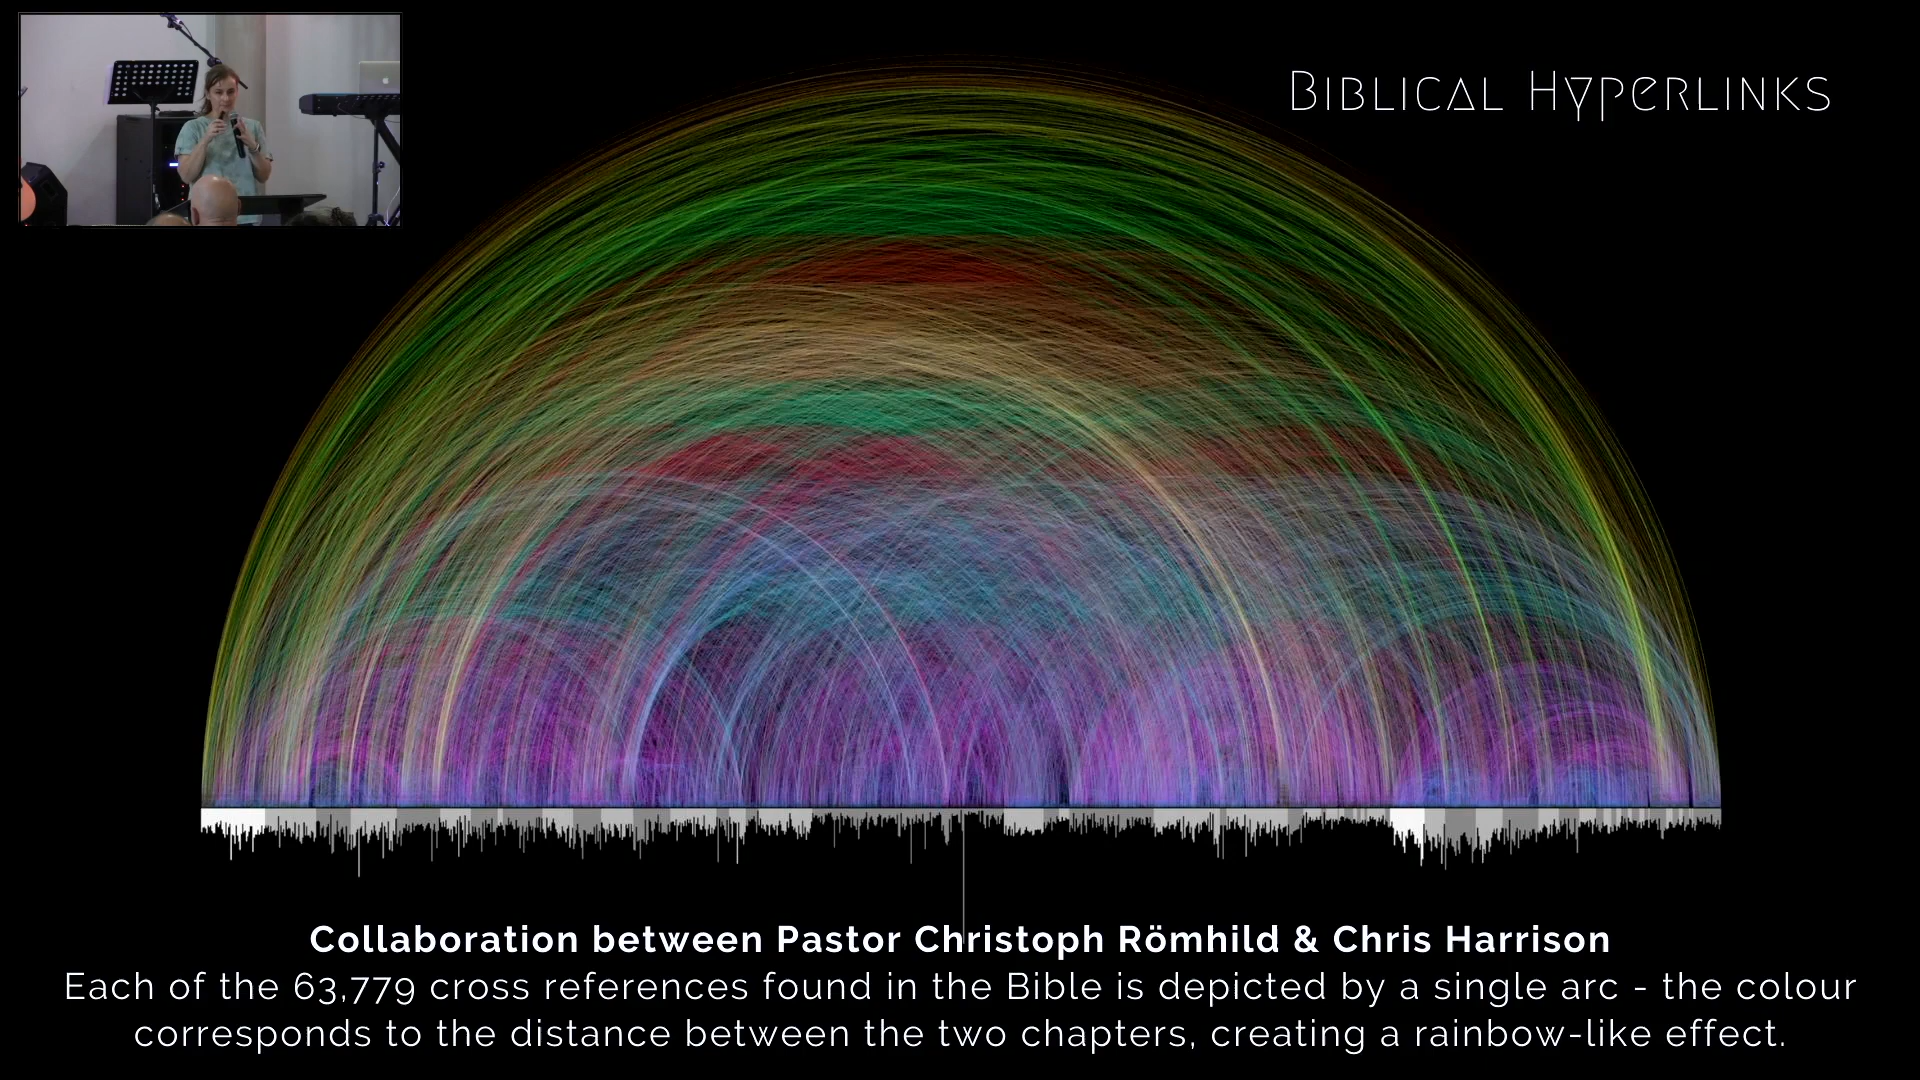 Biblical Hyperlinks
Collaboration between Pastor Christoph Römhild & Chris Harrison
Each of the 63,779 cross references found in the Bible is depicted by a single arc - the colour
corresponds to the distance between the two chapters, creating a rainbow-like effect.